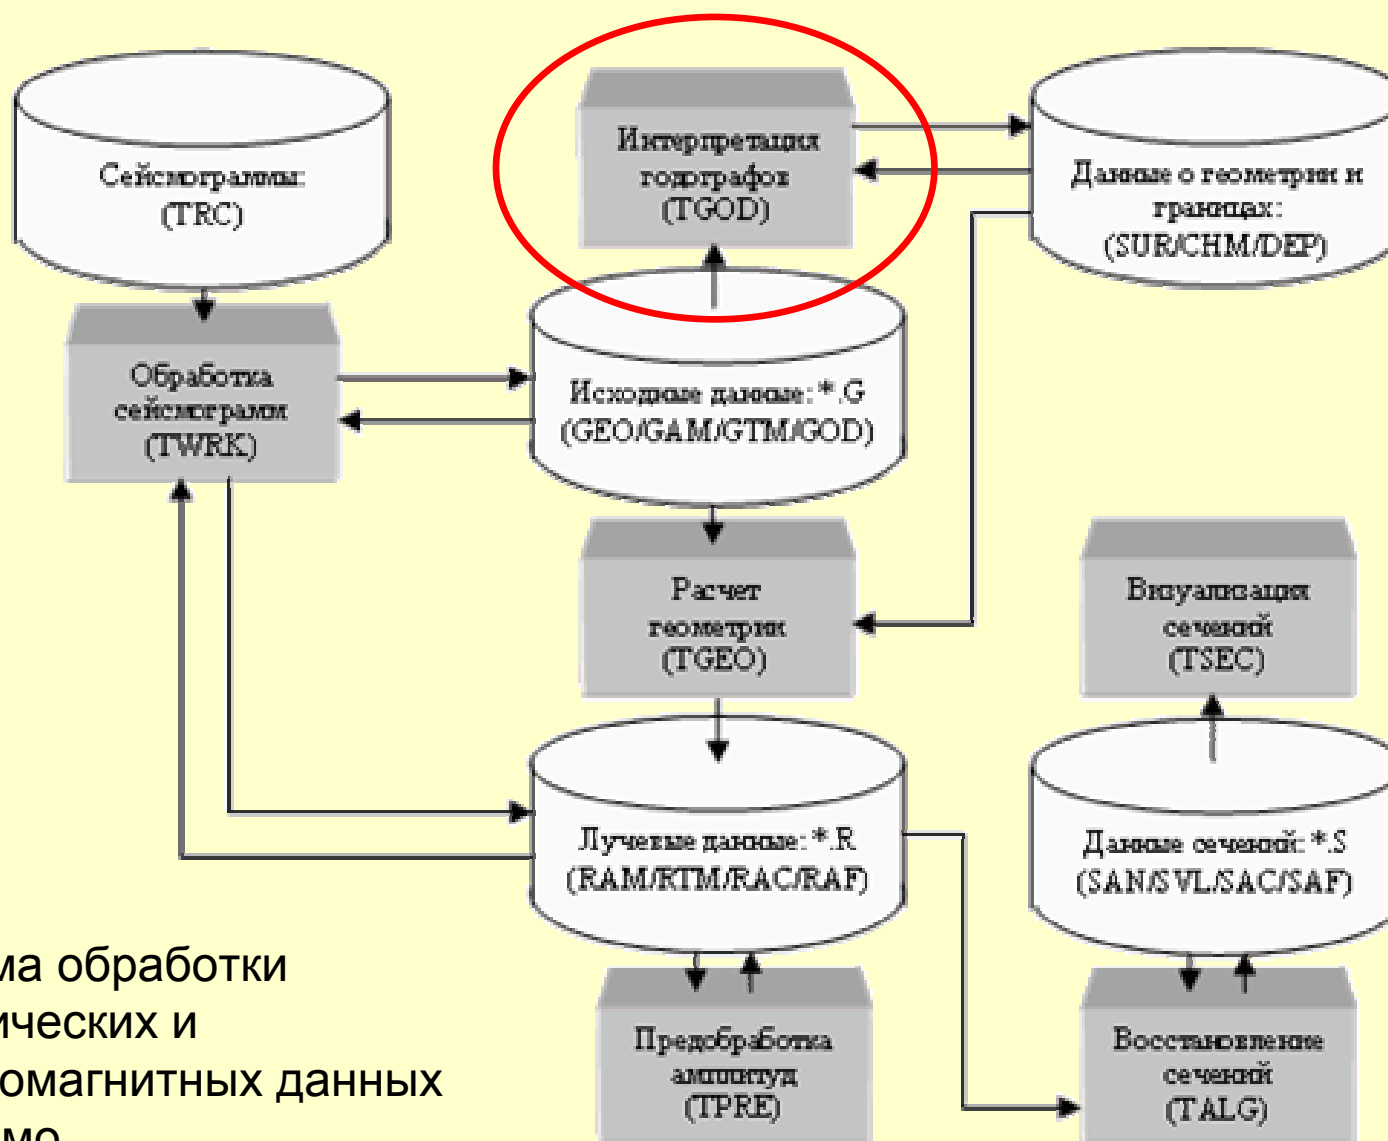 Сейсмограммы:
(TRC)
Интерпретация
годографов
(TGOD)
Данные о геометрии и
границах:
(SUR/CHM/DEP)
Обработка
сейсмограмм
(TWRK)
Исходные данные: *.G
(GEO/GAM/GTM/GOD)
Расчет
геометрии
(TGEO)
Визуализация
сечений
(TSEC)
Лучевые данные: *.R
(RAM/RTM/RAC/RAF)
Данные сечений: *.S
(SAN/SVL/SAC/SAF)
Предобработка
амплитуд
(TPRE)
Восстановление
сечений
(TALG)
ма обработки
ических и
омагнитных данных